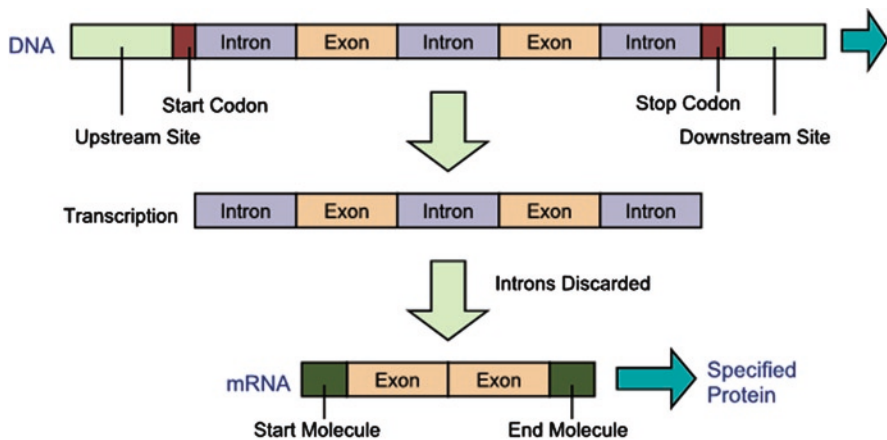 DNA
Intron Exon Intron Exon Intron
Start Codon
Stop Codon
Upstream Site
Downstream Site
Transcription
Intron Exon Intron Exon Intron
Introns Discarded
mRNA
Exon Exon
Specified
Protein
Start Molecule
End Molecule